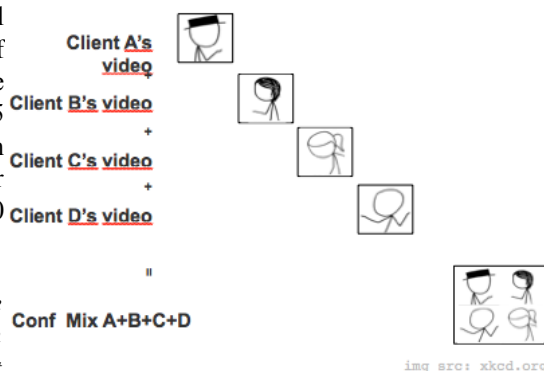 Client A's
video
+
Client B's video
+
Client C's video
+
Client D's video
=
Conf Mix A+B+C+D
img src: xkcd.org